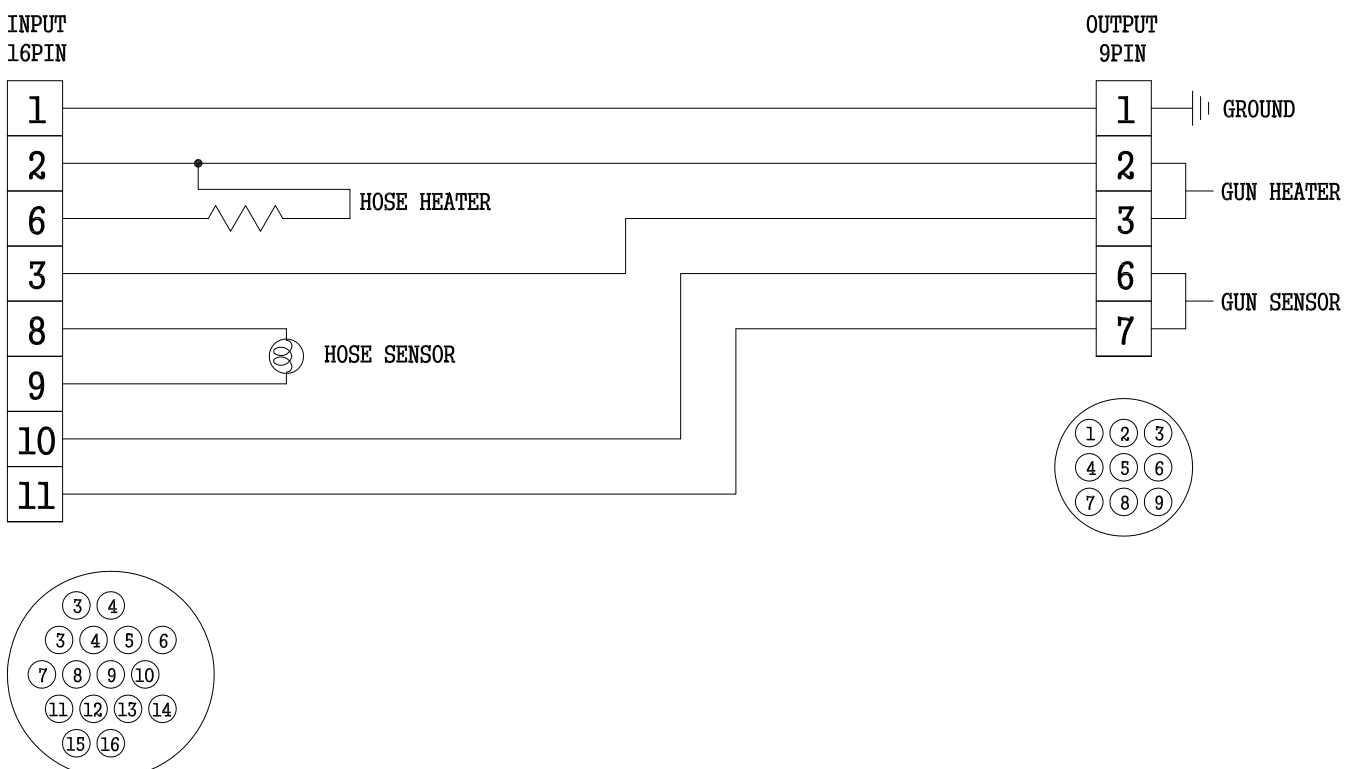 INPUT
16PIN
1
2
6
3
8
9
10
11
HOSE HEATER
HOSE SENSOR
OUTPUT
9PIN
1
2
3
6
7
GROUND
GUN HEATER
GUN SENSOR
1 2 3
4 5 6
7 8 9
3 4
3 4 5 6
7 8 9 10
11 12 13 14
15 16